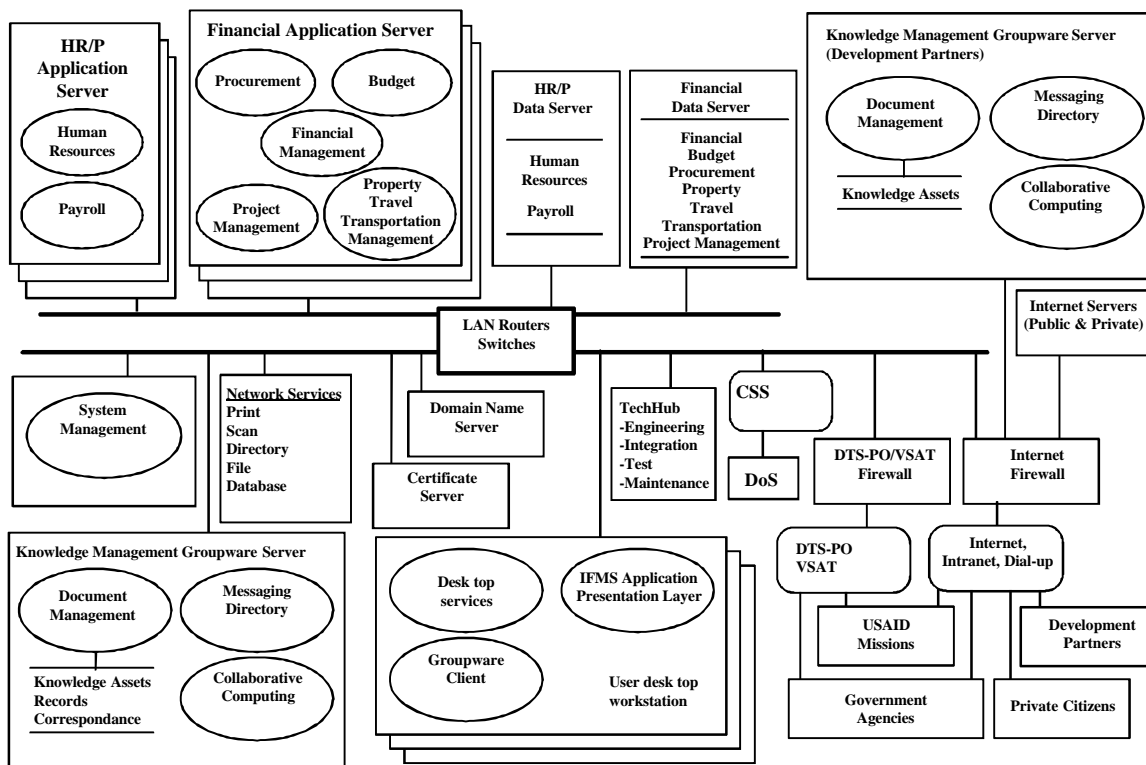 HR/P
Application
Server
Human
Resources
Payroll
Financial Application Server
Procurement
Budget
Financial
Management
Project
Management
Property
Travel
Transportation
Management
HR/P
Data Server
Human
Resources
Payroll
Financial
Data Server
Financial
Budget
Procurement
Property
Travel
Transportation
Project Management
Knowledge Management Groupware Server
(Development Partners)
Document
Management
Knowledge Assets
Messaging
Directory
Collaborative
Computing
LAN Routers
Switches
Internet Servers
(Public & Private)
System
Management
Network Services
Print
Scan
Directory
File
Database
Domain Name
Server
Certificate
Server
TechHub
-Engineering
-Integration
-Test
-Maintenance
CSS
DoS
DTS-PO/VSAT
Firewall
Internet
Firewall
Knowledge Management Groupware Server
Document
Management
Knowledge Assets
Records
Correspondance
Messaging
Directory
Collaborative
Computing
Desk top
services
IFMS Application
Presentation Layer
Groupware
Client
User desk top
workstation
DTS-PO
VSAT
Internet,
Intranet, Dial-up
USAID
Missions
Development
Partners
Government
Agencies
Private Citizens